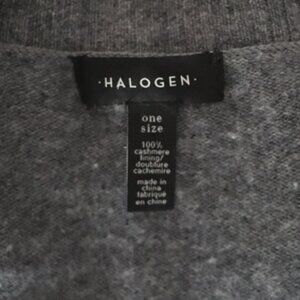 ·HALOGEN·
one
size
100%
cashmere
lining/
doublure
cachemire
made in
china
fabriqué
en chine